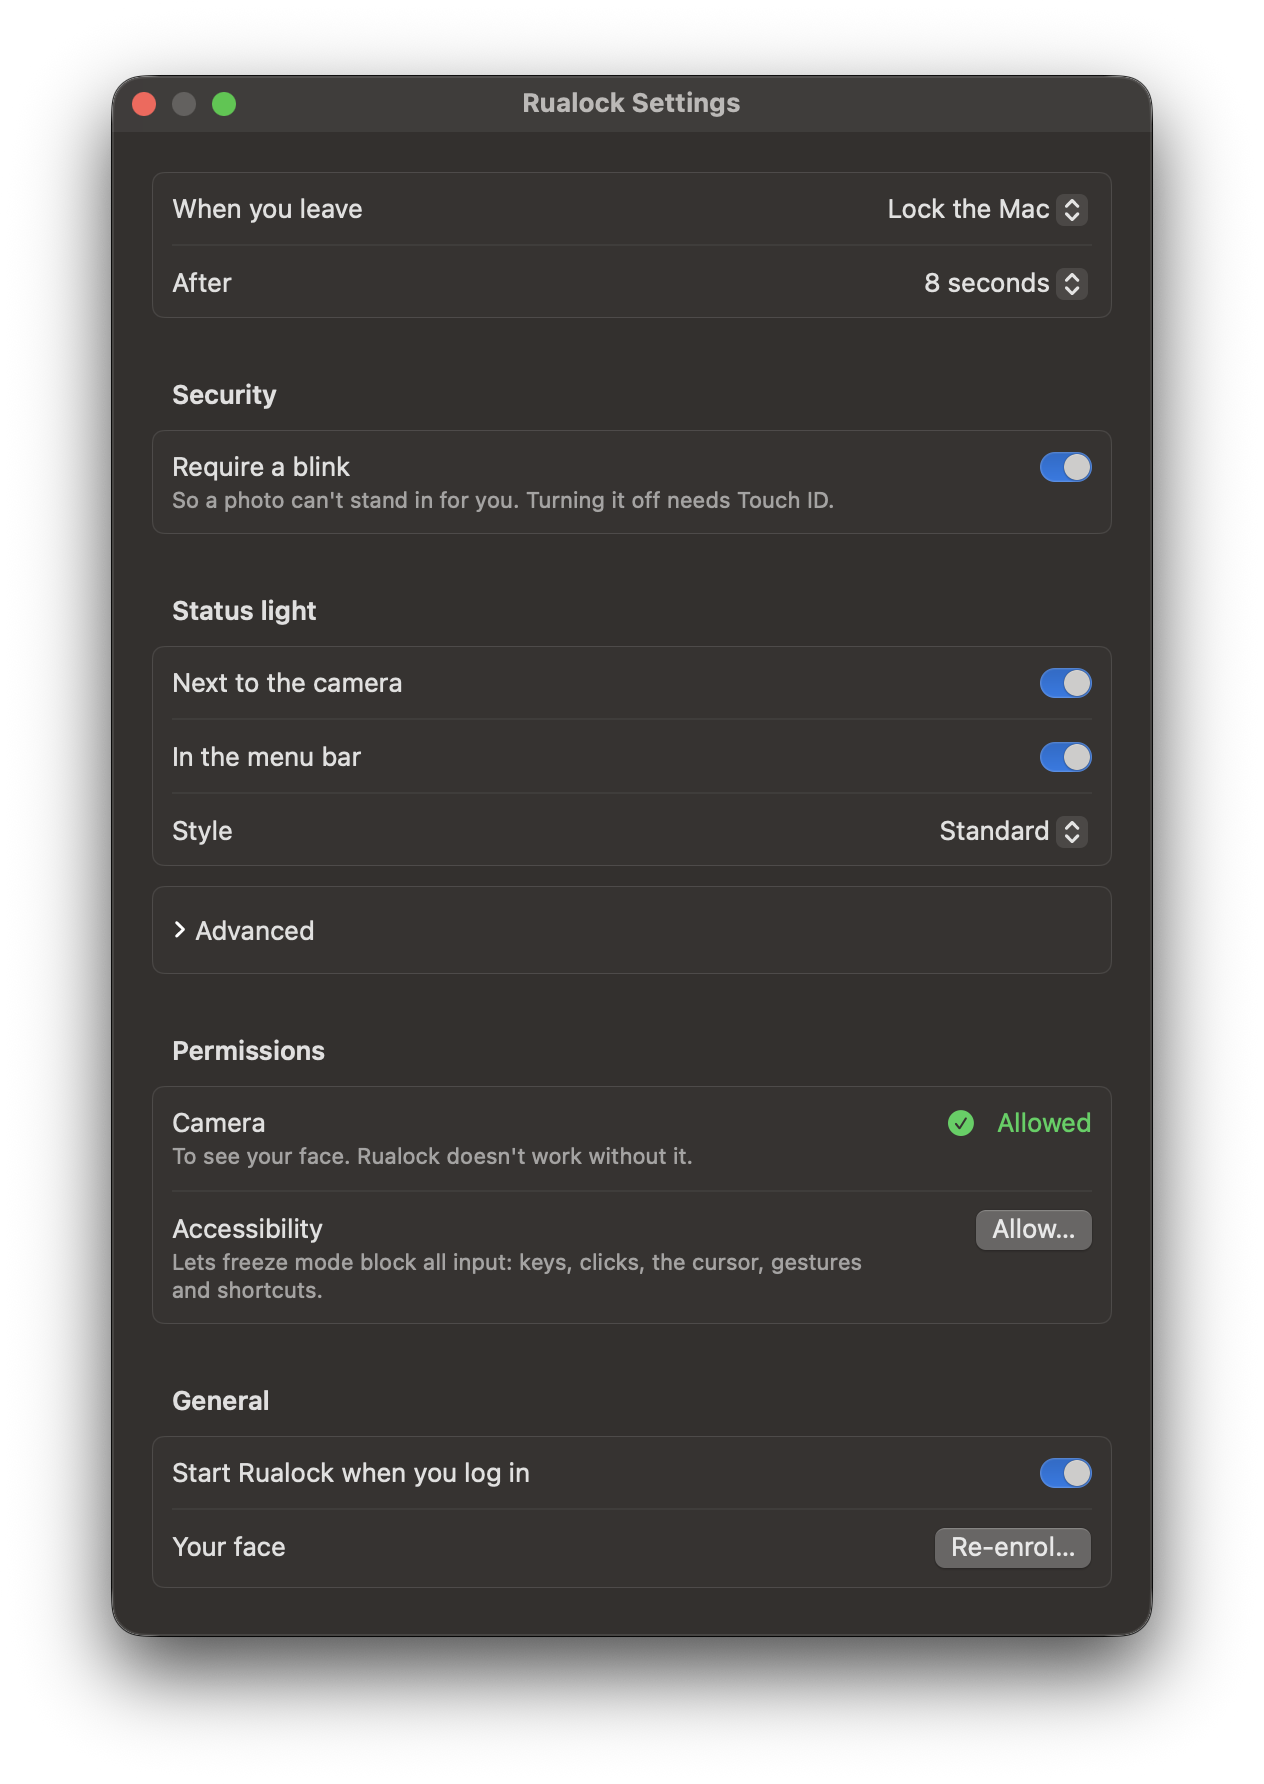 Rualock Settings
When you leave
Lock the Mac
After
8 seconds
Security
Require a blink
So a photo can't stand in for you. Turning it off needs Touch ID.
Status light
Next to the camera
In the menu bar
Style
Standard
Advanced
Permissions
Camera
Allowed
To see your face. Rualock doesn't work without it.
Accessibility
Allow...
Lets freeze mode block all input: keys, clicks, the cursor, gestures
and shortcuts.
General
Start Rualock when you log in
Your face
Re-enrol...